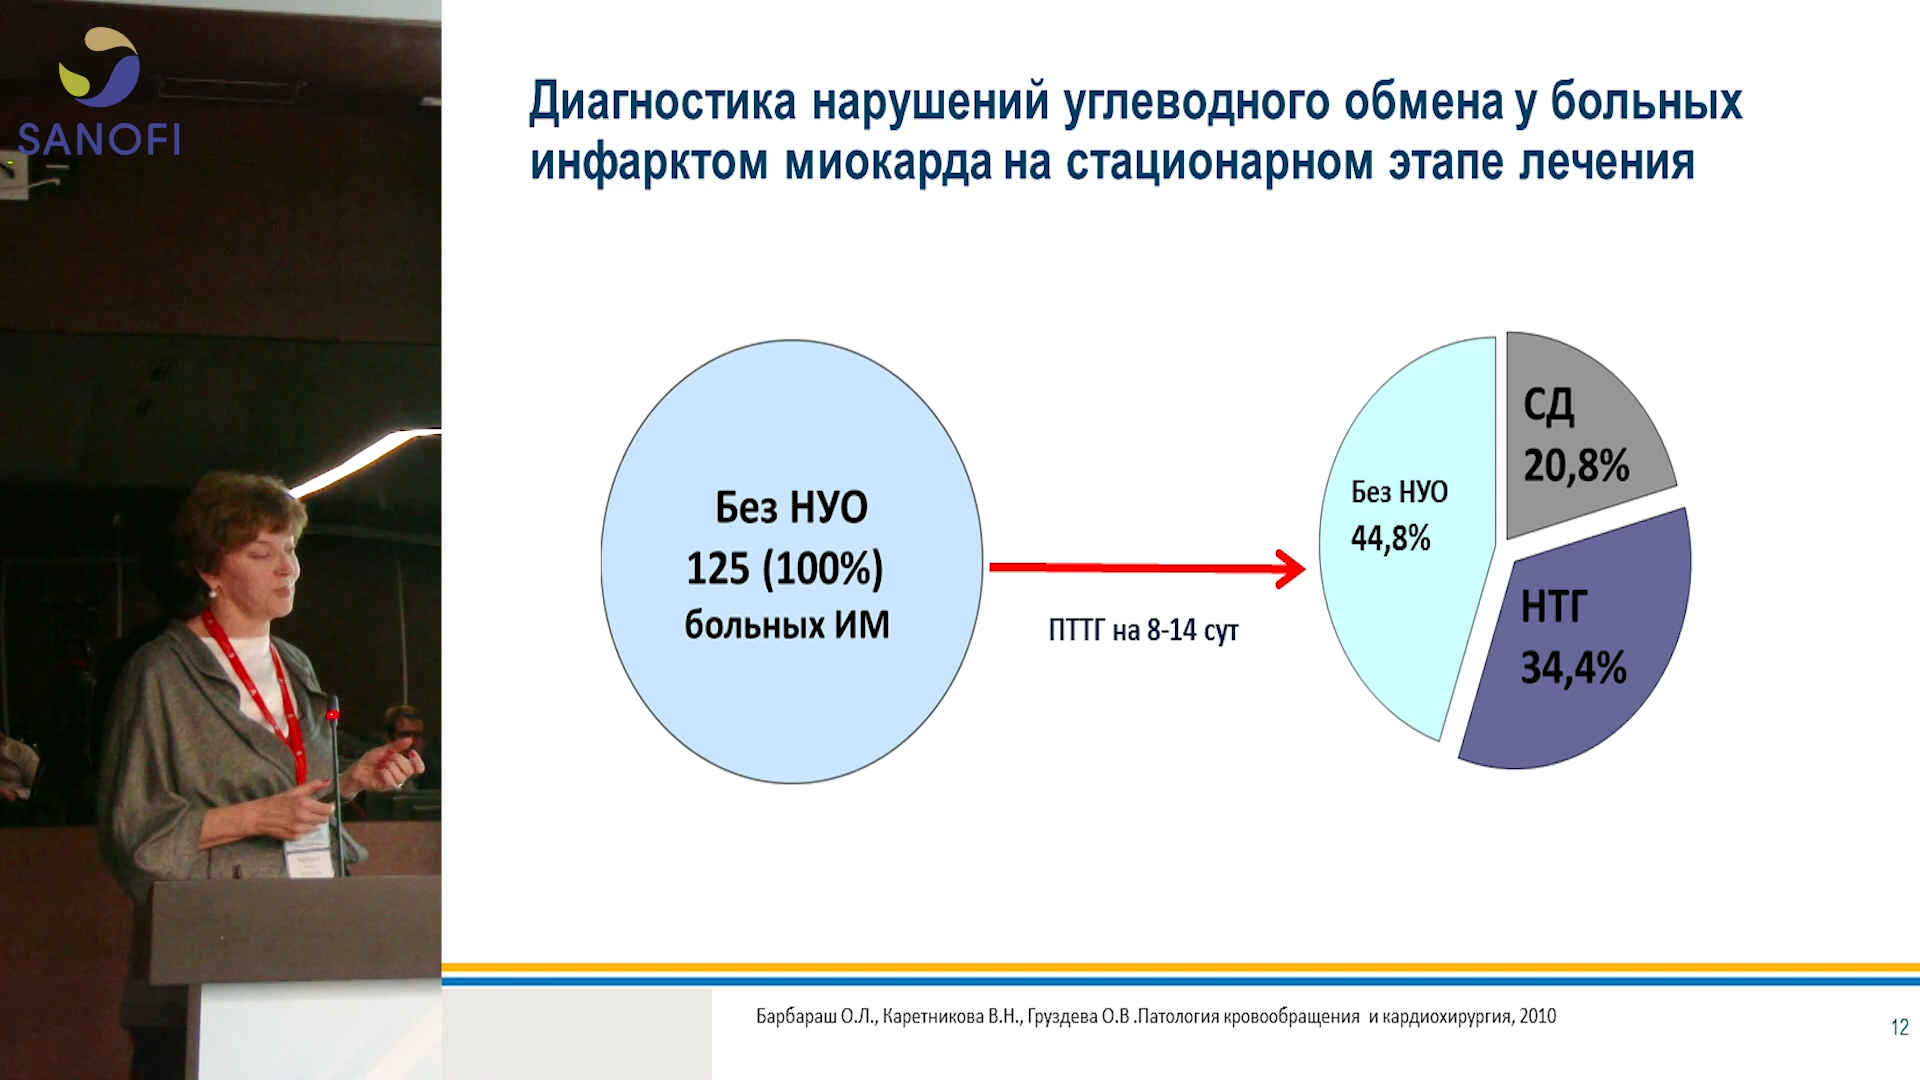 SANOFI
Диагностика нарушений углеводного обмена у больных
инфарктом миокарда на стационарном этапе лечения
Без НУО
125 (100%)
больных ИМ
ПТТГ на 8-14 сут
Без НУО
44,8%
СД
20,8%
НТГ
34,4%
Барбараш О.Л., Каретникова В.Н., Груздева О.В .Патология кровообращения и кардиохирургия, 2010
12